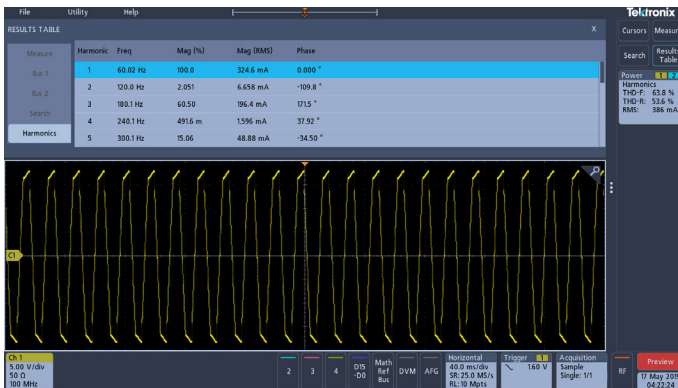 File Utility Help Tektronix
RESULTS TABLE X Cursors Measure
Measure Harmonic Freq Mag (%) Mag (RMS) Phase Search Results Table
Bus 1 1 60.02 Hz 100.0 324.6 mA 0.000 °
Bus 2 2 120.0 Hz 2.051 6.658 mA -109.8 °
Search 3 180.1 Hz 60.50 196.4 mA 171.5 °
4 240.1 Hz 491.6 m 1.596 mA 37.92 °
Harmonics 5 300.1 Hz 15.06 48.88 mA -34.50 °
Power 1 2
Harmonics
THD-F: 63.8 %
THD-R: 53.6 %
RMS: 386 mA
C1
Ch 1
5.00 V/div
50 Ω
100 MHz
2 3 4 D15 -D0 Math Ref Bus DVM AFG
Horizontal
40.0 ms/div
SR: 25.0 MS/s
RL: 10 Mpts
Trigger 1
1.60 V
Acquisition
Sample
Single: 1/1
RF
Preview
17 May 2019
04:22:24